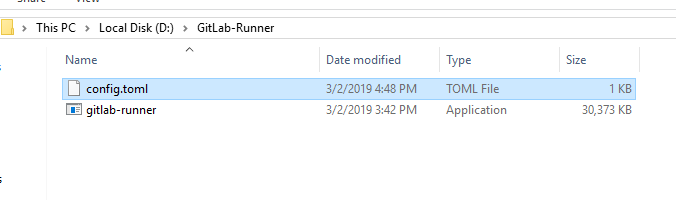 This PC > Local Disk (D:) > GitLab-Runner
Name Date modified Type Size
config.toml 3/2/2019 4:48 PM TOML File 1 KB
gitlab-runner 3/2/2019 3:42 PM Application 30,373 KB